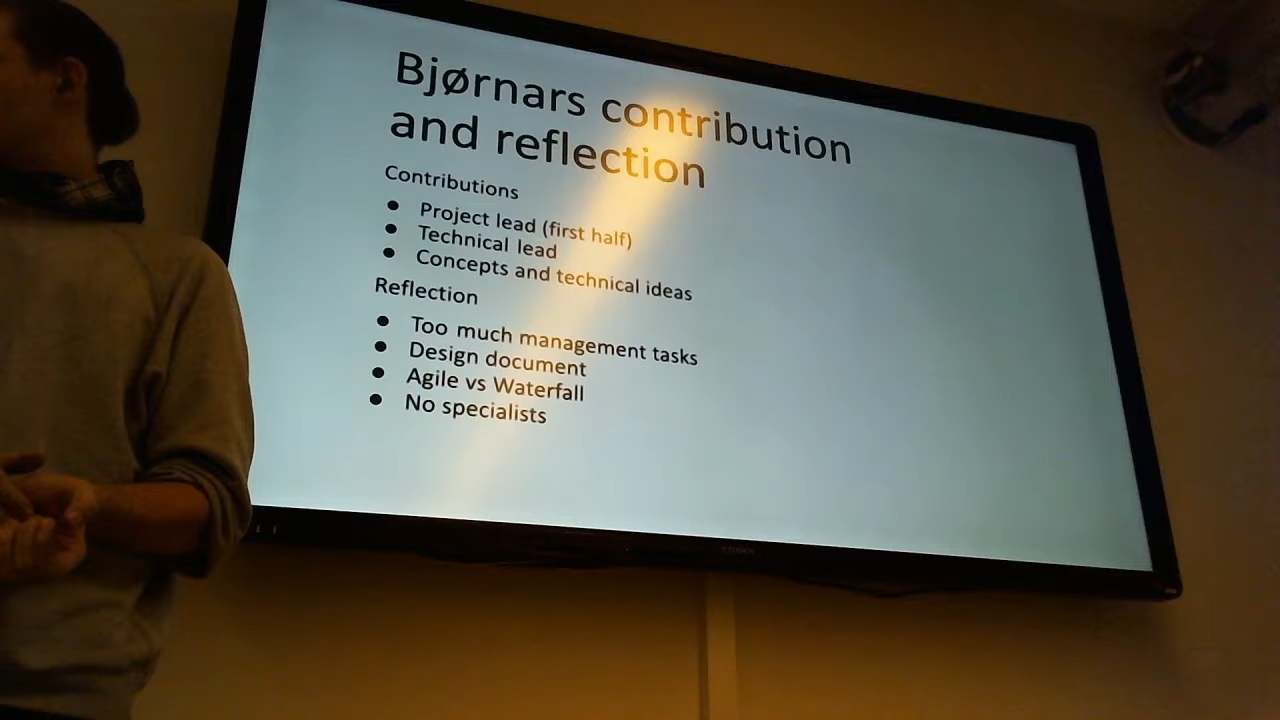 Bjørnars contribution
and reflection
Contributions
● Project lead (first half)
● Technical lead
● Concepts and technical ideas
Reflection
● Too much management tasks
● Design document
● Agile vs Waterfall
● No specialists